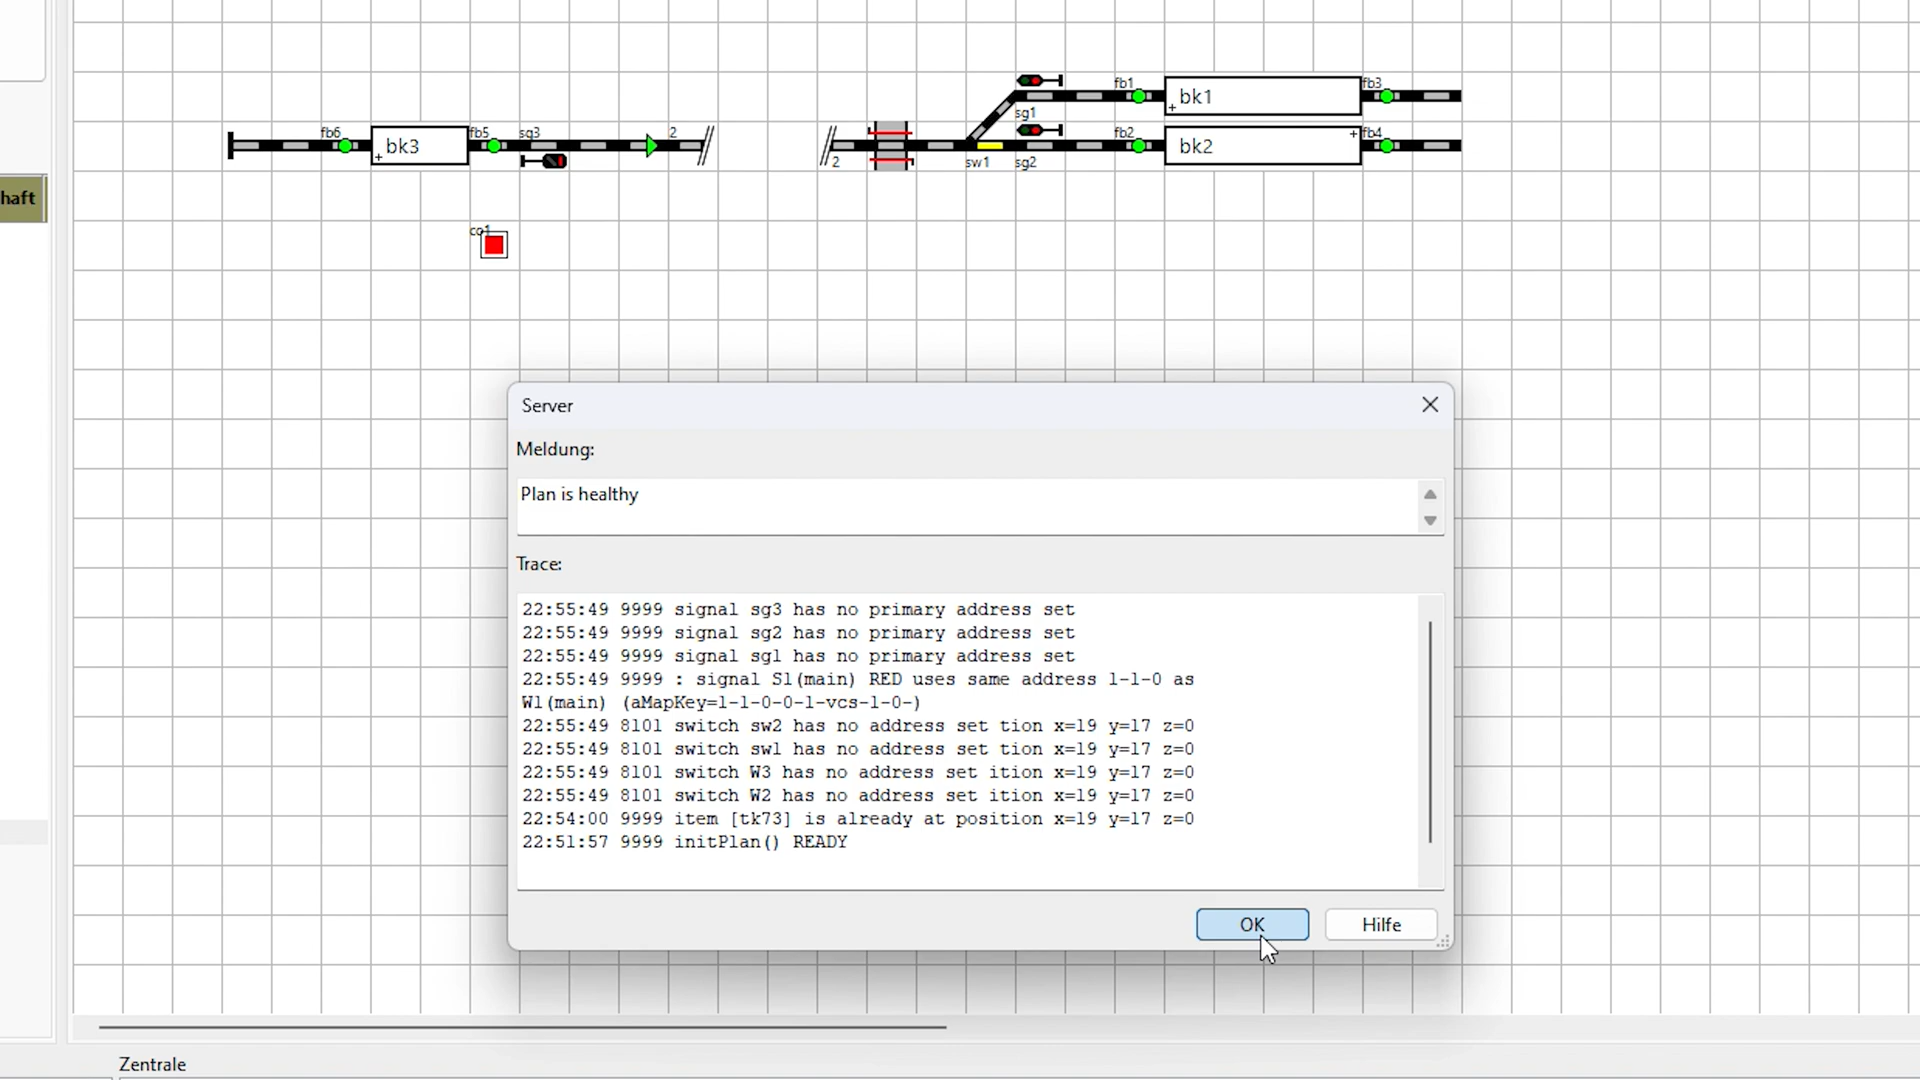 fb1
bk1
+
fb3
sg1
fb6
bk3
+
fb5
sg3
2
2
sw1
sg2
fb2
bk2
+
fb4
haft
co1
Server
Meldung:
Plan is healthy
Trace:
22:55:49 9999 signal sg3 has no primary address set
22:55:49 9999 signal sg2 has no primary address set
22:55:49 9999 signal sg1 has no primary address set
22:55:49 9999 : signal S1(main) RED uses same address 1-1-0 as
W1(main) (aMapKey=1-1-0-0-1-vcs-1-0-)
22:55:49 8101 switch sw2 has no address set tion x=19 y=17 z=0
22:55:49 8101 switch sw1 has no address set tion x=19 y=17 z=0
22:55:49 8101 switch W3 has no address set ition x=19 y=17 z=0
22:55:49 8101 switch W2 has no address set ition x=19 y=17 z=0
22:54:00 9999 item [tk73] is already at position x=19 y=17 z=0
22:51:57 9999 initPlan() READY
OK
Hilfe
Zentrale